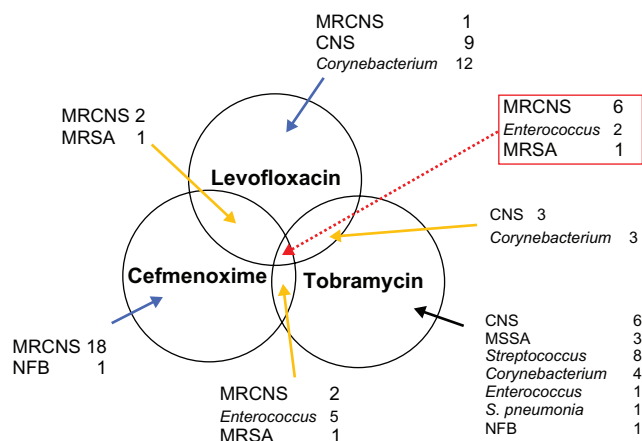 MRCNS 1
CNS 9
Corynebacterium 12
MRCNS 2
MRSA 1
MRCNS 6
Enterococcus 2
MRSA 1
Levofloxacin
CNS 3
Corynebacterium 3
Cefmenoxime
Tobramycin
MRCNS 18
NFB 1
MRCNS 2
Enterococcus 5
MRSA 1
CNS 6
MSSA 3
Streptococcus 8
Corynebacterium 4
Enterococcus 1
S. pneumonia 1
NFB 1